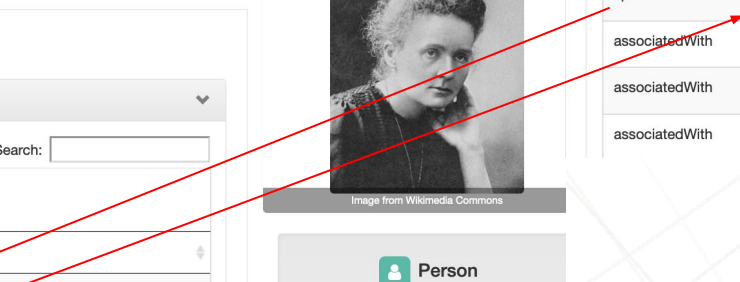 associatedWith
associatedWith
associatedWith
Search:
Image from Wikimedia Commons
Person